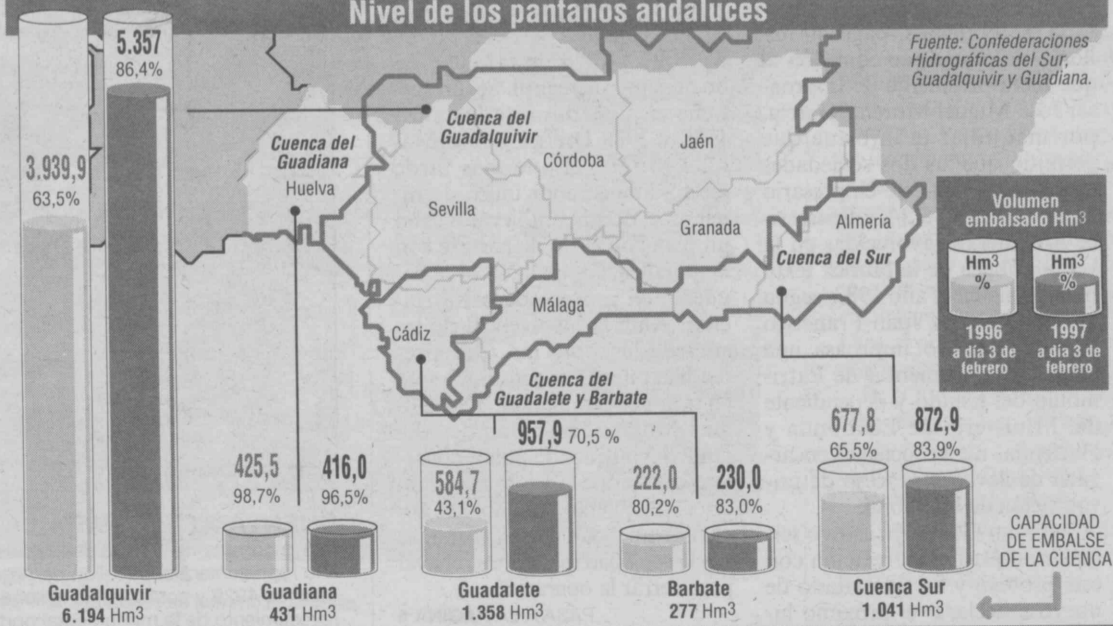 Nivel de los pantanos andaluces
Fuente: Confederaciones
Hidrográficas del Sur,
Guadalquivir y Guadiana.
5.357
86,4%
3.939,9
63,5%
Cuenca del
Guadalquivir
Cuenca del
Guadiana
Huelva
Sevilla
Córdoba
Jaén
Granada
Almería
Cuenca del Sur
Málaga
Cádiz
Cuenca del
Guadalete y Barbate
Volumen
embalsado Hm3
Hm3
%
Hm3
%
1996
a día 3 de
febrero
1997
a día 3 de
febrero
425,5
98,7%
416,0
96,5%
584,7
43,1%
957,9 70,5 %
222,0
80,2%
230,0
83,0%
677,8
65,5%
872,9
83,9%
CAPACIDAD
DE EMBALSE
DE LA CUENCA
Guadalquivir
6.194 Hm3
Guadiana
431 Hm3
Guadalete
1.358 Hm3
Barbate
277 Hm3
Cuenca Sur
1.041 Hm3